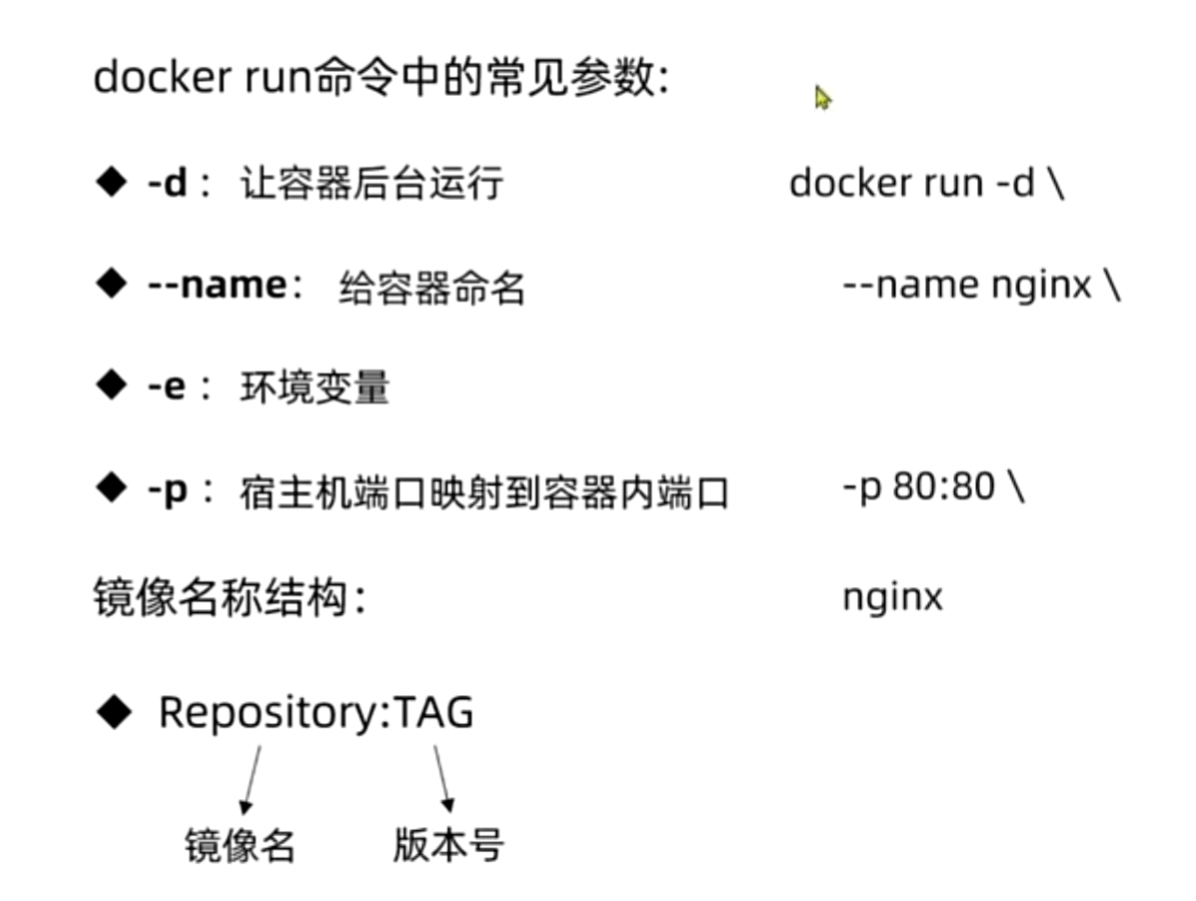 docker run命令中的常见参数:
◆ -d： 让容器后台运行
docker run -d \
◆ --name： 给容器命名
--name nginx \
◆ -e： 环境变量
◆ -p： 宿主机端口映射到容器内端口
-p 80:80 \
镜像名称结构：
nginx
◆ Repository:TAG
镜像名 版本号